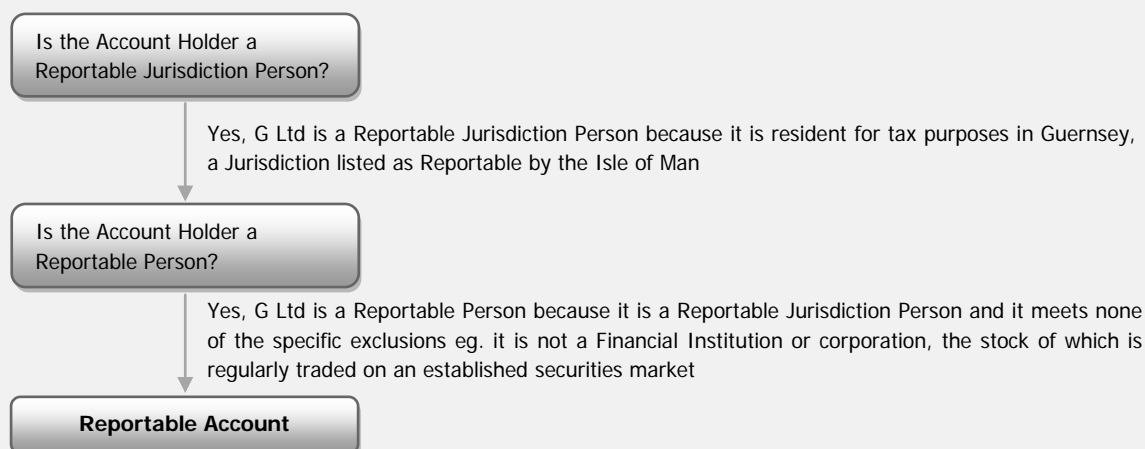 Is the Account Holder a
Reportable Jurisdiction Person?
Yes, G Ltd is a Reportable Jurisdiction Person because it is resident for tax purposes in Guernsey,
a Jurisdiction listed as Reportable by the Isle of Man
Is the Account Holder a
Reportable Person?
Yes, G Ltd is a Reportable Person because it is a Reportable Jurisdiction Person and it meets none
of the specific exclusions eg. it is not a Financial Institution or corporation, the stock of which is
regularly traded on an established securities market
Reportable Account